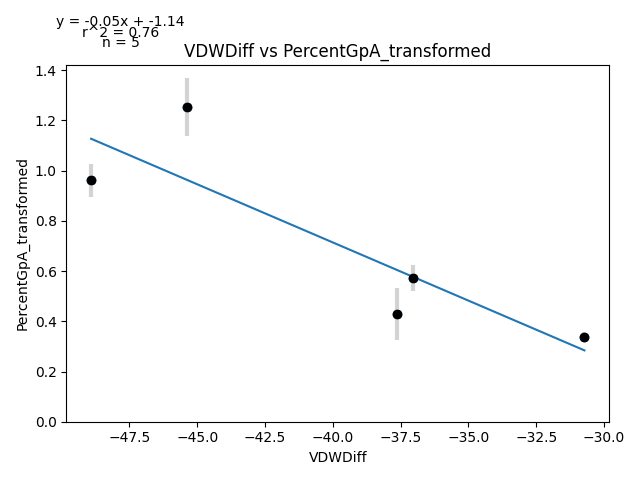 y = -0.05x + -1.14
r^2 = 0.76
n = 5
VDWDiff vs PercentGpA_transformed
1.4
1.2
1.0
0.8
0.6
0.4
0.2
0.0
PercentGpA_transformed
−47.5 −45.0 −42.5 −40.0 −37.5 −35.0 −32.5 −30.0
VDWDiff